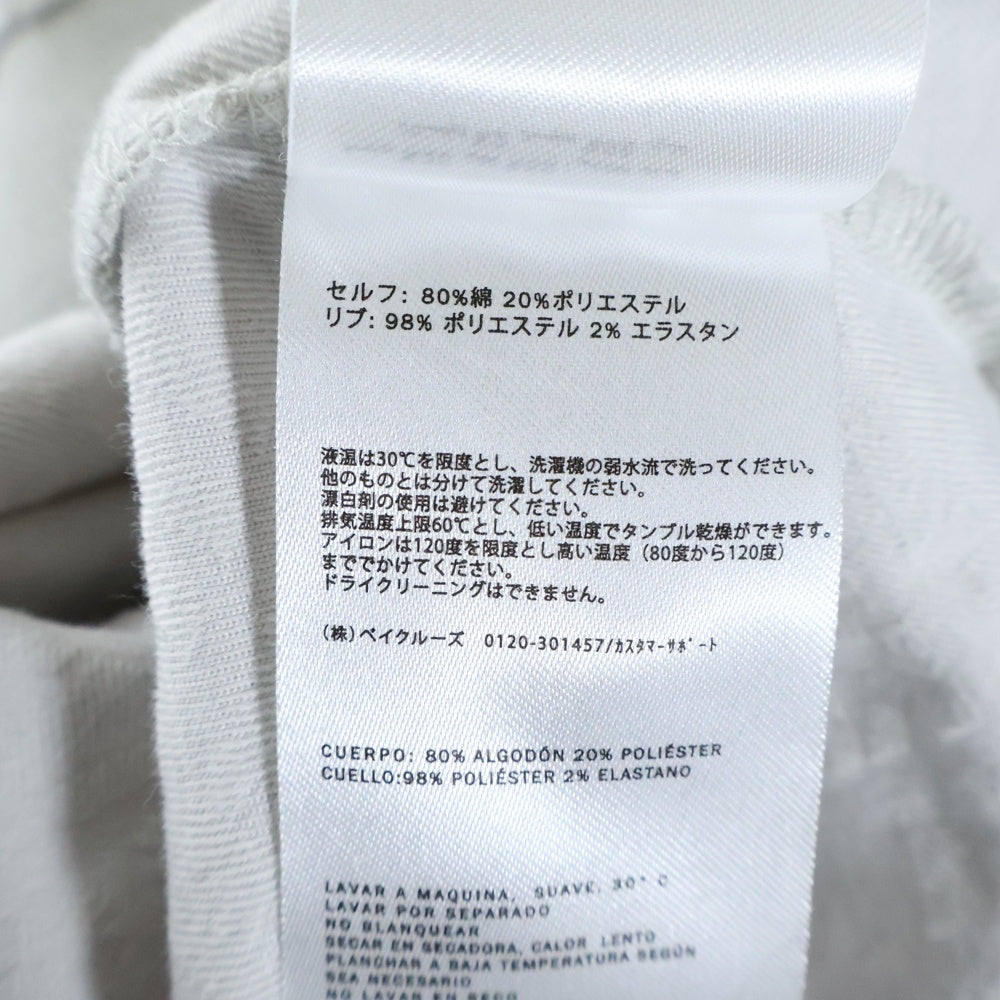 セルフ: 80%綿 20%ポリエステル
リブ: 98% ポリエステル 2% エラスタン
液温は30℃を限度とし、洗濯機の弱水流で洗ってください。
他のものとは分けて洗濯してください。
漂白剤の使用は避けてください。
排気温度上限60℃とし、低い温度でタンブル乾燥ができます。
アイロンは120度を限度とし高い温度（80度から120度）
まででかけてください。
ドライクリーニングはできません。
(株)ベイクルーズ 0120-301457/ｶｽﾀﾏｰｻﾎﾟｰﾄ
CUERPO: 80% ALGODÓN 20% POLIÉSTER
CUELLO:98% POLIÉSTER 2% ELASTANO
LAVAR A MAQUINA, SUAVE, 30° C
LAVAR POR SEPARADO
NO BLANQUEAR
SECAR EN SECADORA, CALOR LENTO
PLANCHAR A BAJA TEMPERATURA SEGÚN
SEA NECESARIO
NO LAVAR EN SECO